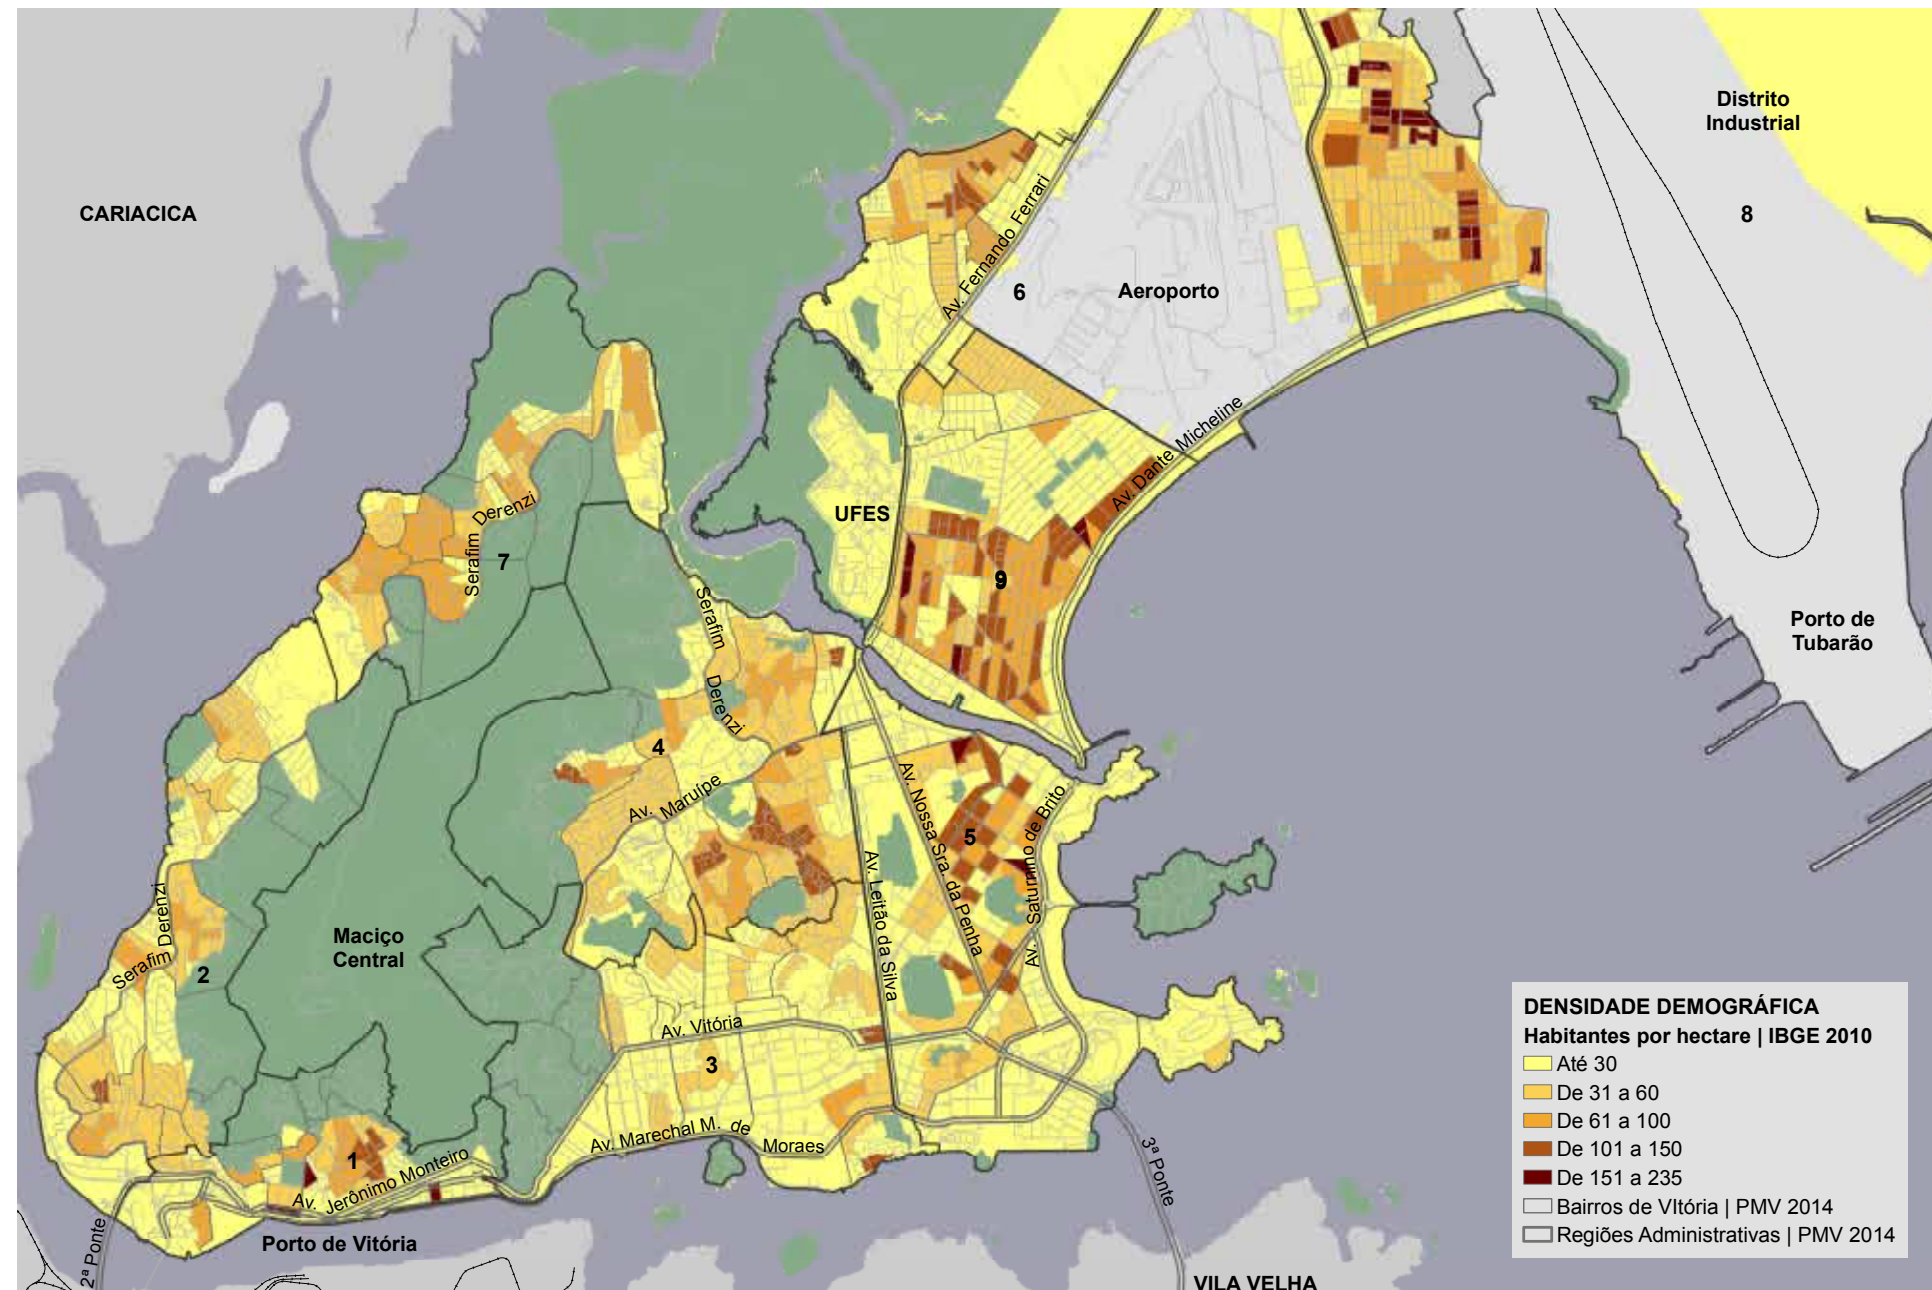 Distrito
Industrial
CARIACICA
8
Av. Fernando Ferrari
6
Aeroporto
Av. Dante Micheline
UFES
Serafim Derenzi
7
9
Serafim Derenzi
Porto de
Tubarão
4
Av. Maruípe
Av. Nossa Sra. da Penha
5
Av. Saturnino de Brito
Av. Leitão da Silva
Serafim Derenzi
2
Maciço
Central
Av. Vitória
3
Av. Marechal M. de Moraes
1
Av. Jerônimo Monteiro
3ª Ponte
2ª Ponte
Porto de Vitória
VILA VELHA
DENSIDADE DEMOGRÁFICA
Habitantes por hectare | IBGE 2010
Até 30
De 31 a 60
De 61 a 100
De 101 a 150
De 151 a 235
Bairros de VItória | PMV 2014
Regiões Administrativas | PMV 2014